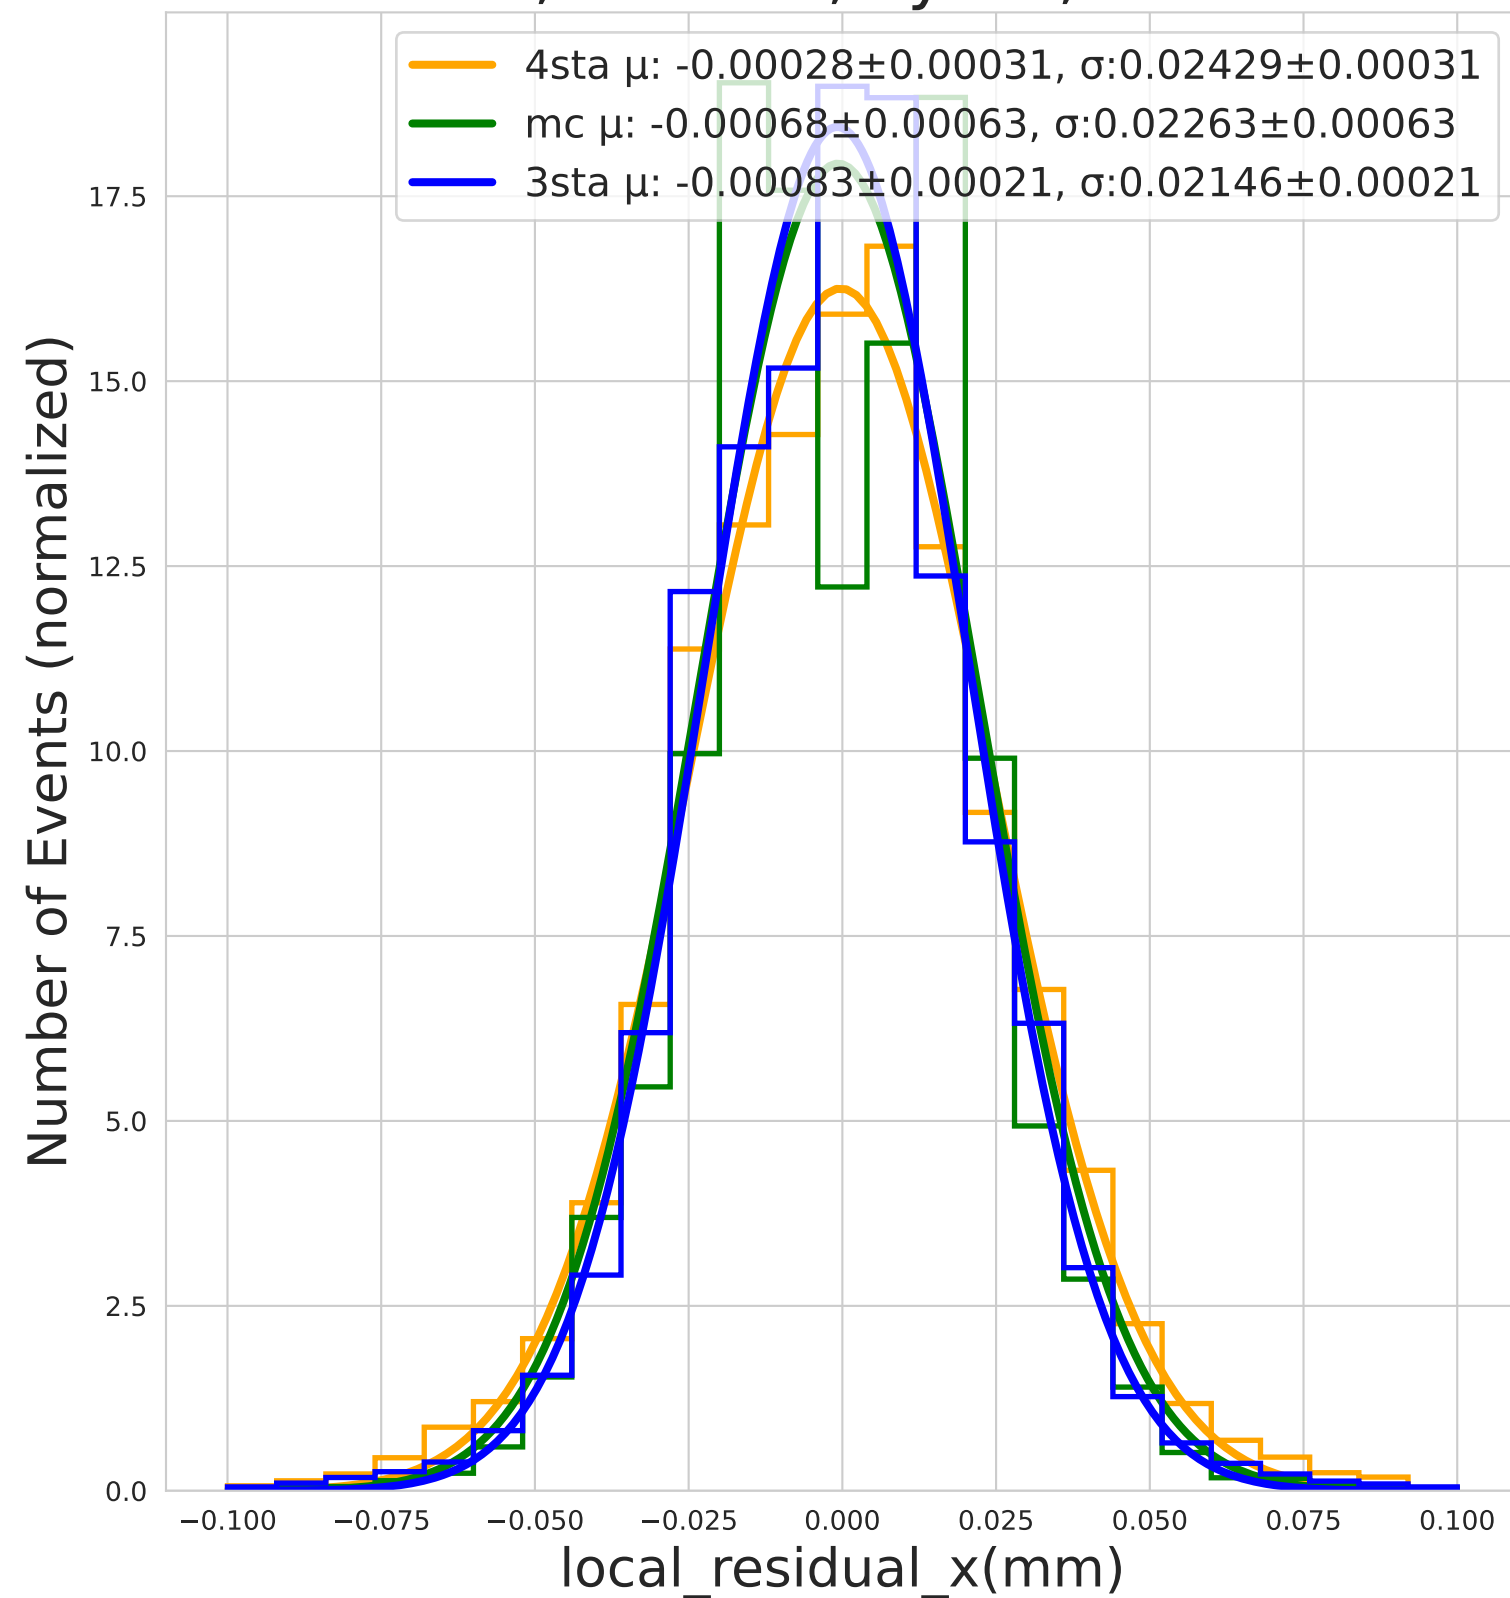 4sta µ: -0.00028±0.00031, σ:0.02429±0.00031
mc µ: -0.00068±0.00063, σ:0.02263±0.00063
3sta µ: -0.00083±0.00021, σ:0.02146±0.00021
17.5
15.0
12.5
10.0
7.5
5.0
2.5
0.0
Number of Events (normalized)
−0.100 −0.075 −0.050 −0.025 0.000 0.025 0.050 0.075 0.100
local_residual_x(mm)